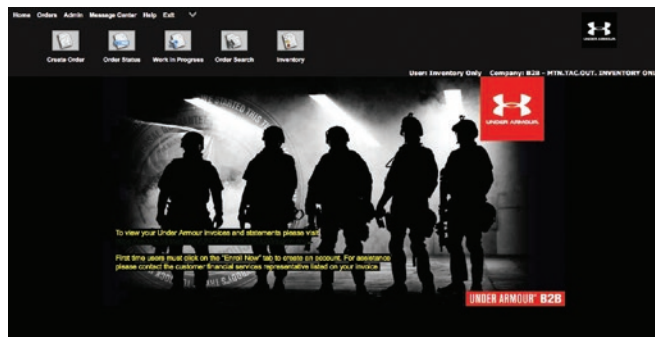 Home Orders Admin Message Center Help Exit
Create Order Order Status Work in Progress Order Search Inventory
User: Inventory Only Company: B2B - MTN.TAC.OUT. INVENTORY ONL
UNDER ARMOUR
UNDER ARMOUR
To view your Under Armour invoices and statements please visit
First time users must click on the "Enroll Now" tab to create an account. For assistance
please contact the customer financial services representative listed on your invoice
UNDER ARMOUR® B2B